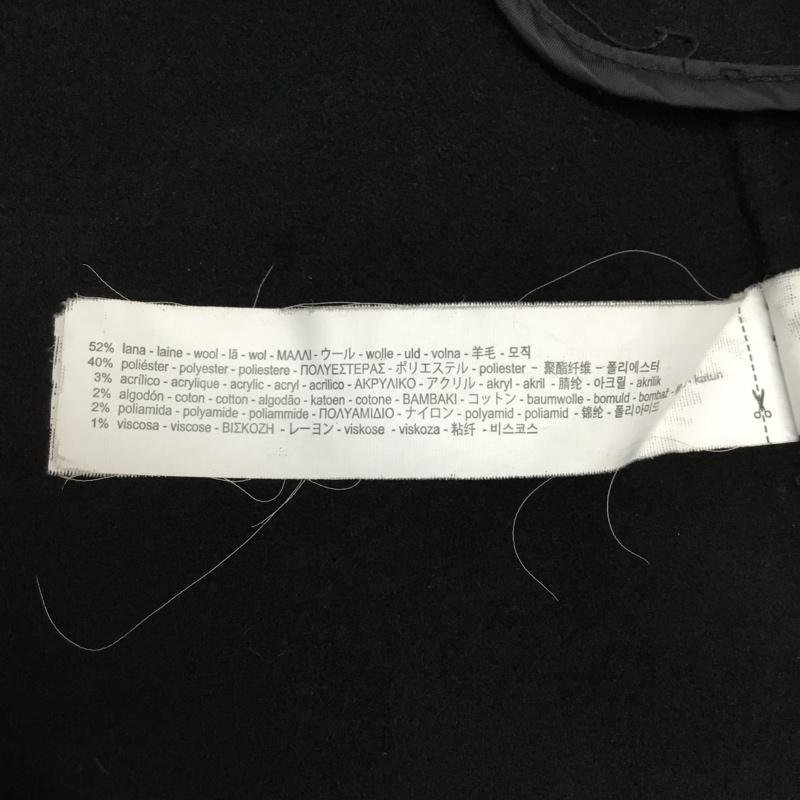 52% lana - laine - wool - lã - wol - ΜΑΛΛΙ - ウール - wolle - uld - volna - 羊毛 - 모직
40% poliéster - polyester - poliestere - ΠΟΛΥΕΣΤΕΡΑΣ - ポリエステル - poliester - 聚酯纤维 - 폴리에스터
3% acrílico - acrylique - acrylic - acryl - acrilico - ΑΚΡΥΛΙΚΟ - アクリル - akryl - akril - 腈纶 - 아크릴 - akrilik
2% algodón - coton - cotton - algodão - katoen - cotone - ΒΑΜΒΑΚΙ - コットン - baumwolle - bomuld - bombaž - katun
2% poliamida - polyamide - poliammide - ΠΟΛΥΑΜΙΔΙΟ - ナイロン - polyamid - poliamid - 锦纶 - 폴리아미드
1% viscosa - viscose - ΒΙΣΚΟΖΗ - レーヨン - viskose - viskoza - 粘纤 - 비스코스